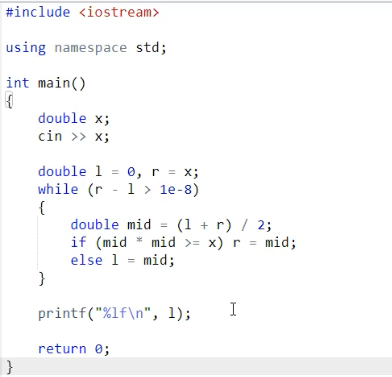 #include <iostream>
using namespace std;
int main()
{
    double x;
    cin >> x;
    double l = 0, r = x;
    while (r - l > 1e-8)
    {
        double mid = (l + r) / 2;
        if (mid * mid >= x) r = mid;
        else l = mid;
    }
    printf("%lf\n", l);
    return 0;
}